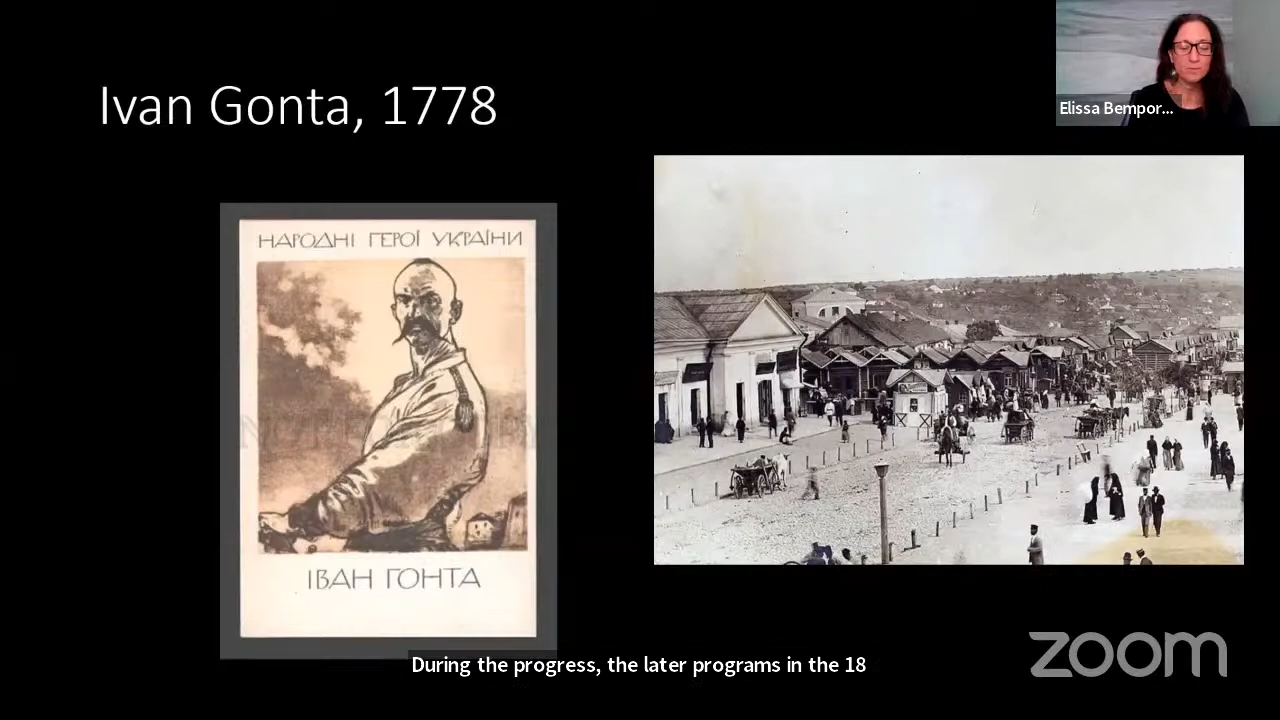 Ivan Gonta, 1778
Elissa Bempor...
НАРОДНІ ГЕРОЇ УКРАЇНИ
ІВАН ГОНТА
During the progress, the later programs in the 18
zoom